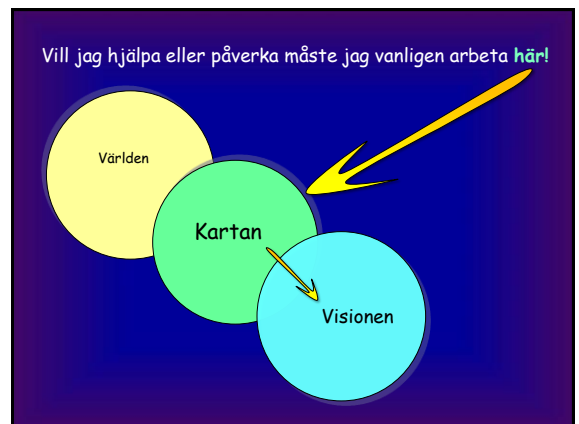 Vill jag hjälpa eller påverka måste jag vanligen arbeta här!
Världen
Kartan
Visionen